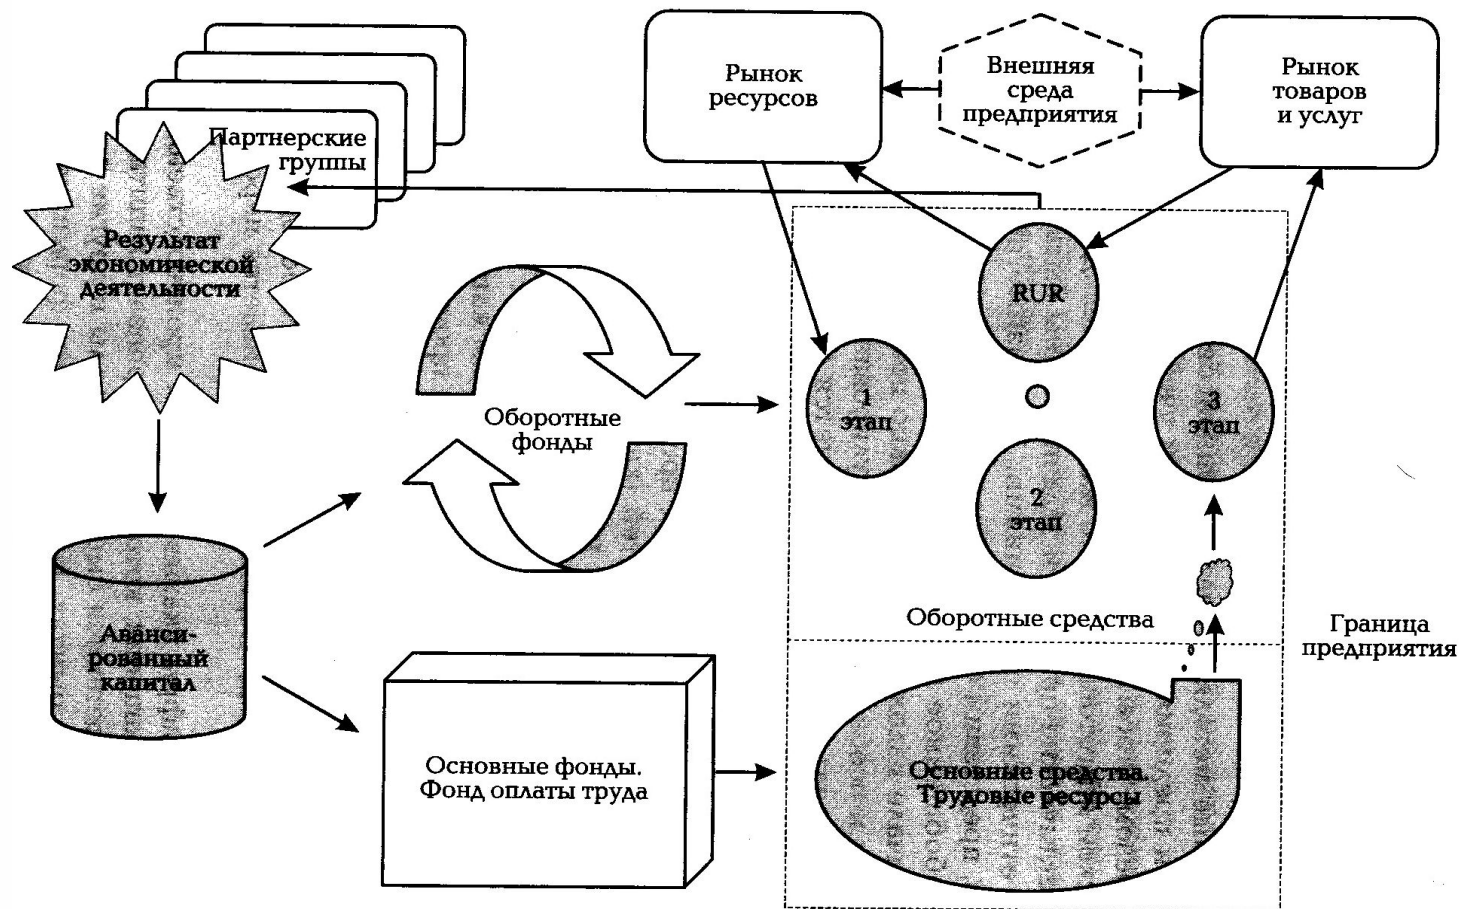 Партнерские
группы
Рынок
ресурсов
Внешняя
среда
предприятия
Рынок
товаров
и услуг
Результат
экономической
деятельности
RUR
1
этап
3
этап
Оборотные
фонды
2
этап
Оборотные средства
Граница
предприятия
Аванси-
рованный
капитал
Основные фонды.
Фонд оплаты труда
Основные средства.
Трудовые ресурсы